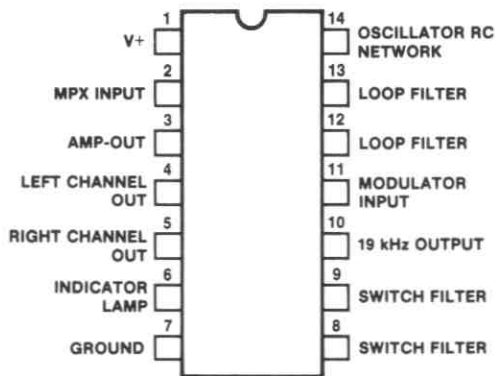 1
V+
2
MPX INPUT
3
AMP-OUT
4
LEFT CHANNEL
OUT
5
RIGHT CHANNEL
OUT
6
INDICATOR
LAMP
7
GROUND
14
OSCILLATOR RC
NETWORK
13
LOOP FILTER
12
LOOP FILTER
11
MODULATOR
INPUT
10
19 kHz OUTPUT
9
SWITCH FILTER
8
SWITCH FILTER